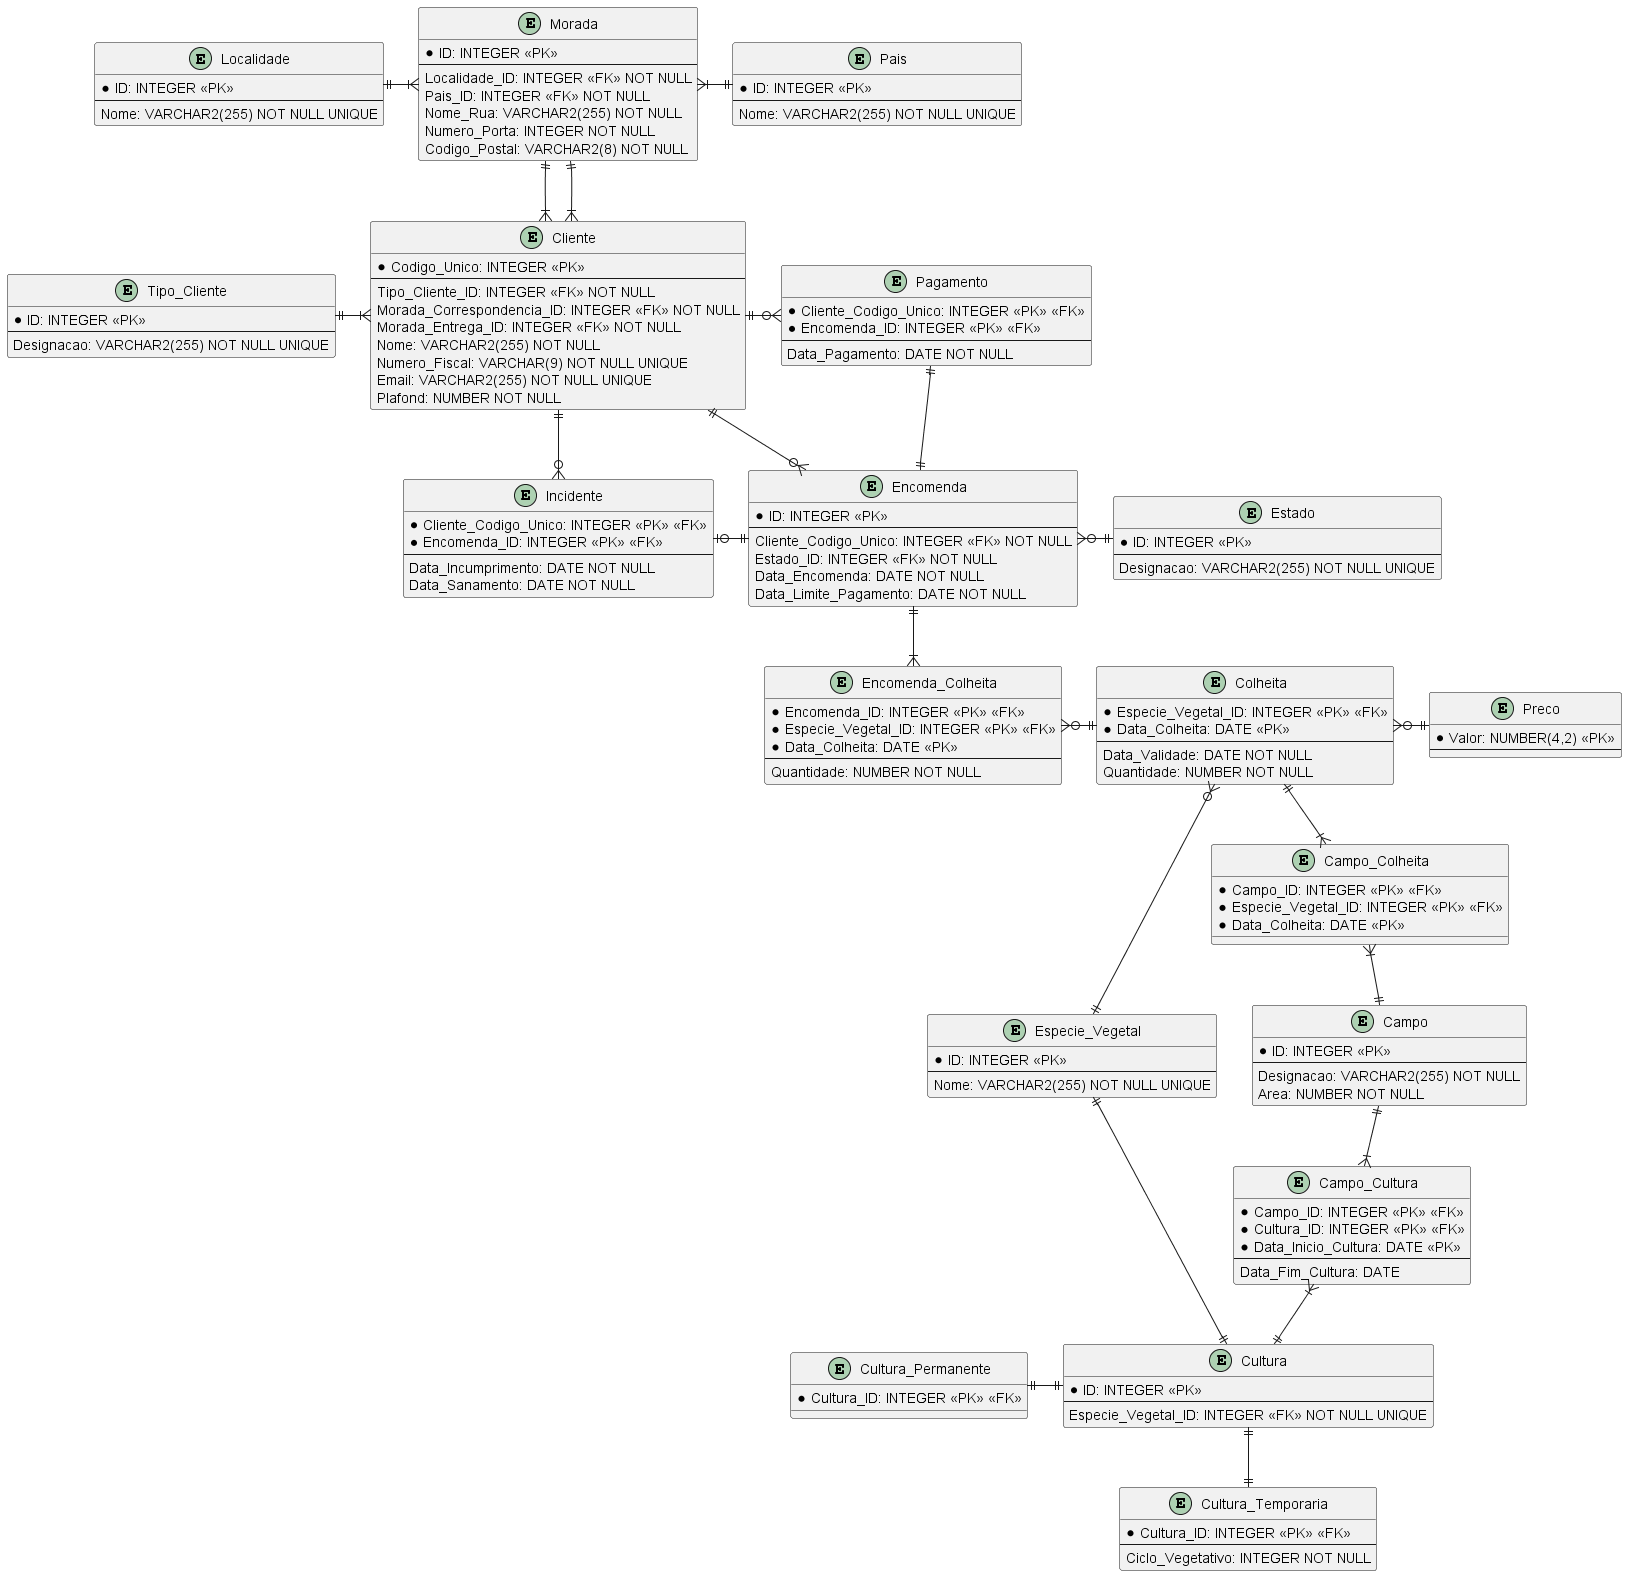 E Morada
* ID: INTEGER «PK»
Localidade_ID: INTEGER «FK» NOT NULL
Pais_ID: INTEGER «FK» NOT NULL
Nome_Rua: VARCHAR2(255) NOT NULL
Numero_Porta: INTEGER NOT NULL
Codigo_Postal: VARCHAR2(8) NOT NULL
E Localidade
* ID: INTEGER «PK»
Nome: VARCHAR2(255) NOT NULL UNIQUE
E Pais
* ID: INTEGER «PK»
Nome: VARCHAR2(255) NOT NULL UNIQUE
E Cliente
* Codigo_Unico: INTEGER «PK»
Tipo_Cliente_ID: INTEGER «FK» NOT NULL
Morada_Correspondencia_ID: INTEGER «FK» NOT NULL
Morada_Entrega_ID: INTEGER «FK» NOT NULL
Nome: VARCHAR2(255) NOT NULL
Numero_Fiscal: VARCHAR(9) NOT NULL UNIQUE
Email: VARCHAR2(255) NOT NULL UNIQUE
Plafond: NUMBER NOT NULL
E Tipo_Cliente
* ID: INTEGER «PK»
Designacao: VARCHAR2(255) NOT NULL UNIQUE
E Pagamento
* Cliente_Codigo_Unico: INTEGER «PK» «FK»
* Encomenda_ID: INTEGER «PK» «FK»
Data_Pagamento: DATE NOT NULL
E Incidente
* Cliente_Codigo_Unico: INTEGER «PK» «FK»
* Encomenda_ID: INTEGER «PK» «FK»
Data_Incumprimento: DATE NOT NULL
Data_Sanamento: DATE NOT NULL
E Encomenda
* ID: INTEGER «PK»
Cliente_Codigo_Unico: INTEGER «FK» NOT NULL
Estado_ID: INTEGER «FK» NOT NULL
Data_Encomenda: DATE NOT NULL
Data_Limite_Pagamento: DATE NOT NULL
E Estado
* ID: INTEGER «PK»
Designacao: VARCHAR2(255) NOT NULL UNIQUE
E Encomenda_Colheita
* Encomenda_ID: INTEGER «PK» «FK»
* Especie_Vegetal_ID: INTEGER «PK» «FK»
* Data_Colheita: DATE «PK»
Quantidade: NUMBER NOT NULL
E Colheita
* Especie_Vegetal_ID: INTEGER «PK» «FK»
* Data_Colheita: DATE «PK»
Data_Validade: DATE NOT NULL
Quantidade: NUMBER NOT NULL
E Preco
* Valor: NUMBER(4,2) «PK»
E Campo_Colheita
* Campo_ID: INTEGER «PK» «FK»
* Especie_Vegetal_ID: INTEGER «PK» «FK»
* Data_Colheita: DATE «PK»
E Especie_Vegetal
* ID: INTEGER «PK»
Nome: VARCHAR2(255) NOT NULL UNIQUE
E Campo
* ID: INTEGER «PK»
Designacao: VARCHAR2(255) NOT NULL
Area: NUMBER NOT NULL
E Campo_Cultura
* Campo_ID: INTEGER «PK» «FK»
* Cultura_ID: INTEGER «PK» «FK»
* Data_Inicio_Cultura: DATE «PK»
Data_Fim_Cultura: DATE
E Cultura_Permanente
* Cultura_ID: INTEGER «PK» «FK»
E Cultura
* ID: INTEGER «PK»
Especie_Vegetal_ID: INTEGER «FK» NOT NULL UNIQUE
E Cultura_Temporaria
* Cultura_ID: INTEGER «PK» «FK»
Ciclo_Vegetativo: INTEGER NOT NULL